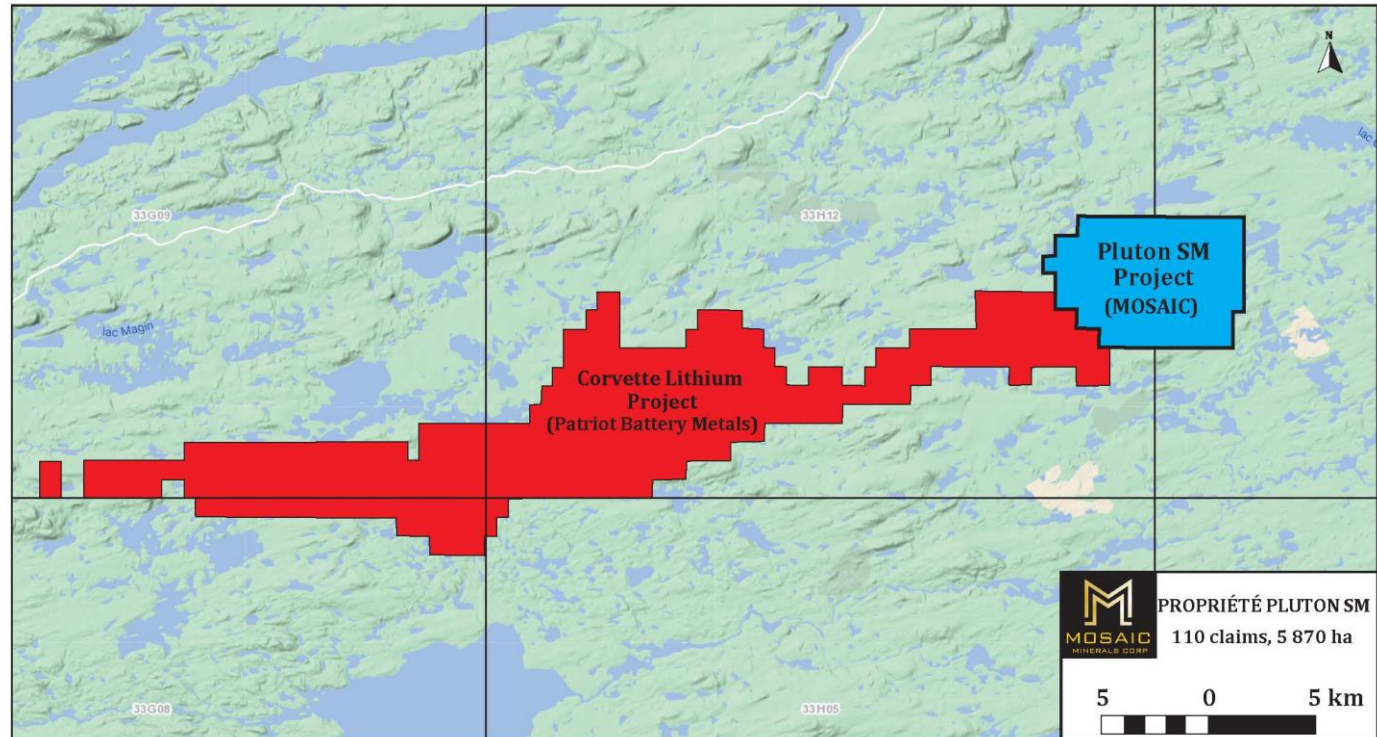 N
lac
33G09
33H12
Pluton SM
Project
(MOSAIC)
lac Magin
Corvette Lithium
Project
(Patriot Battery Metals)
33G08
33H05
MOSAIC
MINERALS CORP
PROPRIÉTÉ PLUTON SM
110 claims, 5 870 ha
5 0 5 km